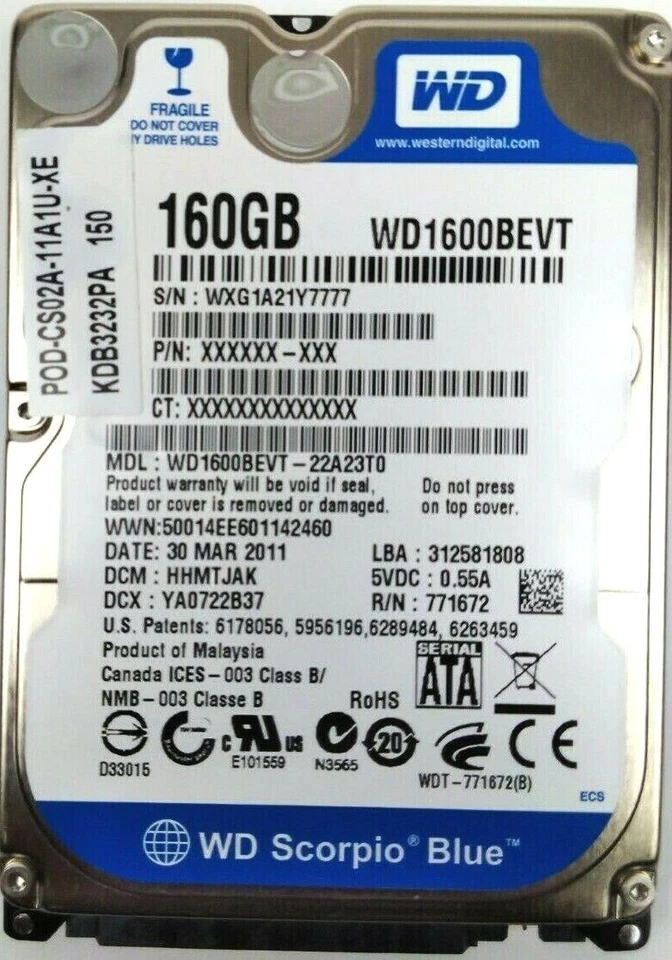 FRAGILE
DO NOT COVER
Y DRIVE HOLES
WD
www.westerndigital.com
POD-CS02A-11A1U-XE
KDB3232PA 150
160GB
WD1600BEVT
S/N : WXG1A21Y7777
P/N: XXXXXX-XXX
CT: XXXXXXXXXXXXXX
MDL : WD1600BEVT-22A23T0
Product warranty will be void if seal,
label or cover is removed or damaged.
Do not press
on top cover.
WWN:50014EE601142460
DATE: 30 MAR 2011
LBA : 312581808
DCM : HHMTJAK
5VDC : 0.55A
DCX : YA0722B37
R/N : 771672
U.S. Patents: 6178056, 5956196,6289484, 6263459
Product of Malaysia
Canada ICES-003 Class B/
NMB-003 Classe B
RoHS
SERIAL
ATA
D33015
c RU us
E101559
N3565
20
CE
WDT-771672(B)
ECS
WD Scorpio® Blue™